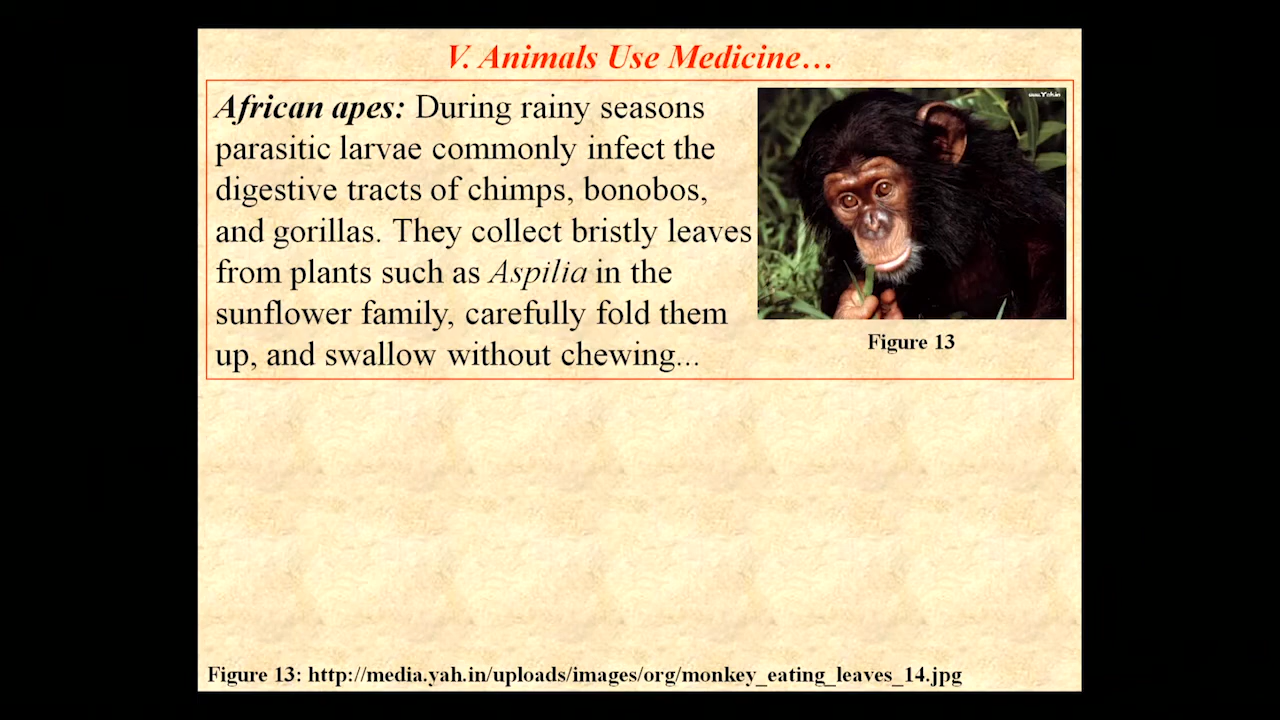 V. Animals Use Medicine…
African apes: During rainy seasons
parasitic larvae commonly infect the
digestive tracts of chimps, bonobos,
and gorillas. They collect bristly leaves
from plants such as Aspilia in the
sunflower family, carefully fold them
up, and swallow without chewing...
Figure 13
Figure 13: http://media.yah.in/uploads/images/org/monkey_eating_leaves_14.jpg